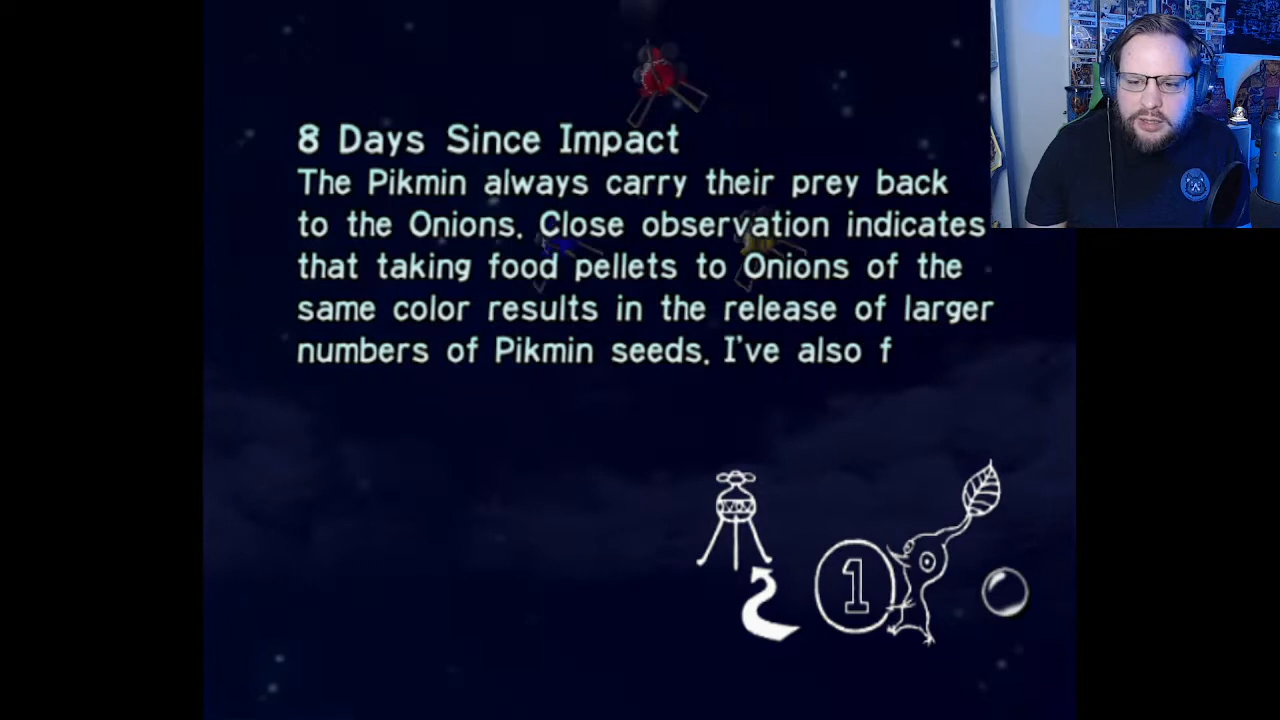 8 Days Since Impact
The Pikmin always carry their prey back
to the Onions. Close observation indicates
that taking food pellets to Onions of the
same color results in the release of larger
numbers of Pikmin seeds. I've also f
1